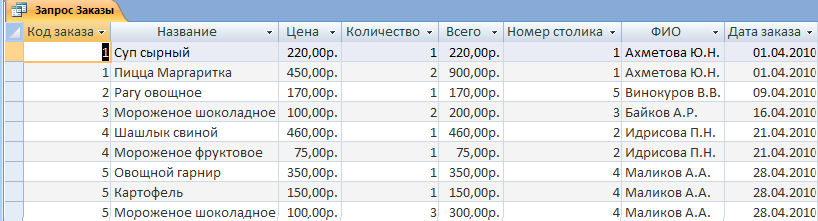 Запрос Заказы
Код заказа Название Цена Количество Всего Номер столика ФИО Дата заказа
1 Суп сырный 220,00р. 1 220,00р. 1 Ахметова Ю.Н. 01.04.2010
1 Пицца Маргаритка 450,00р. 2 900,00р. 1 Ахметова Ю.Н. 01.04.2010
2 Рагу овощное 170,00р. 1 170,00р. 5 Винокуров В.В. 09.04.2010
3 Мороженое шоколадное 100,00р. 2 200,00р. 3 Байков А.Р. 16.04.2010
4 Шашлык свиной 460,00р. 1 460,00р. 2 Идрисова П.Н. 21.04.2010
4 Мороженое фруктовое 75,00р. 1 75,00р. 2 Идрисова П.Н. 21.04.2010
5 Овощной гарнир 350,00р. 1 350,00р. 4 Маликов А.А. 28.04.2010
5 Картофель 150,00р. 1 150,00р. 4 Маликов А.А. 28.04.2010
5 Мороженое шоколадное 100,00р. 3 300,00р. 4 Маликов А.А. 28.04.2010